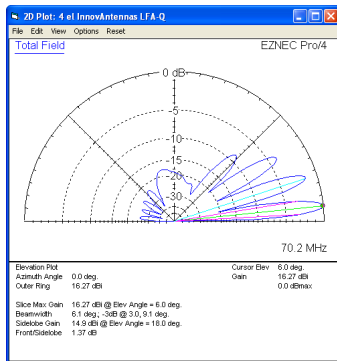 2D Plot: 4 el InnovAntennas LFA-Q
File Edit View Options Reset
Total Field
EZNEC Pro/4
0 dB
-5
-10
-15
-20
-30
70.2 MHz
Elevation Plot
Azimuth Angle 0.0 deg.
Outer Ring 16.27 dBi
Cursor Elev 6.0 deg.
Gain 16.27 dBi
0.0 dBmax
Slice Max Gain 16.27 dBi @ Elev Angle = 6.0 deg.
Beamwidth 6.1 deg.; -3dB @ 3.0, 9.1 deg.
Sidelobe Gain 14.9 dBi @ Elev Angle = 18.0 deg.
Front/Sidelobe 1.37 dB